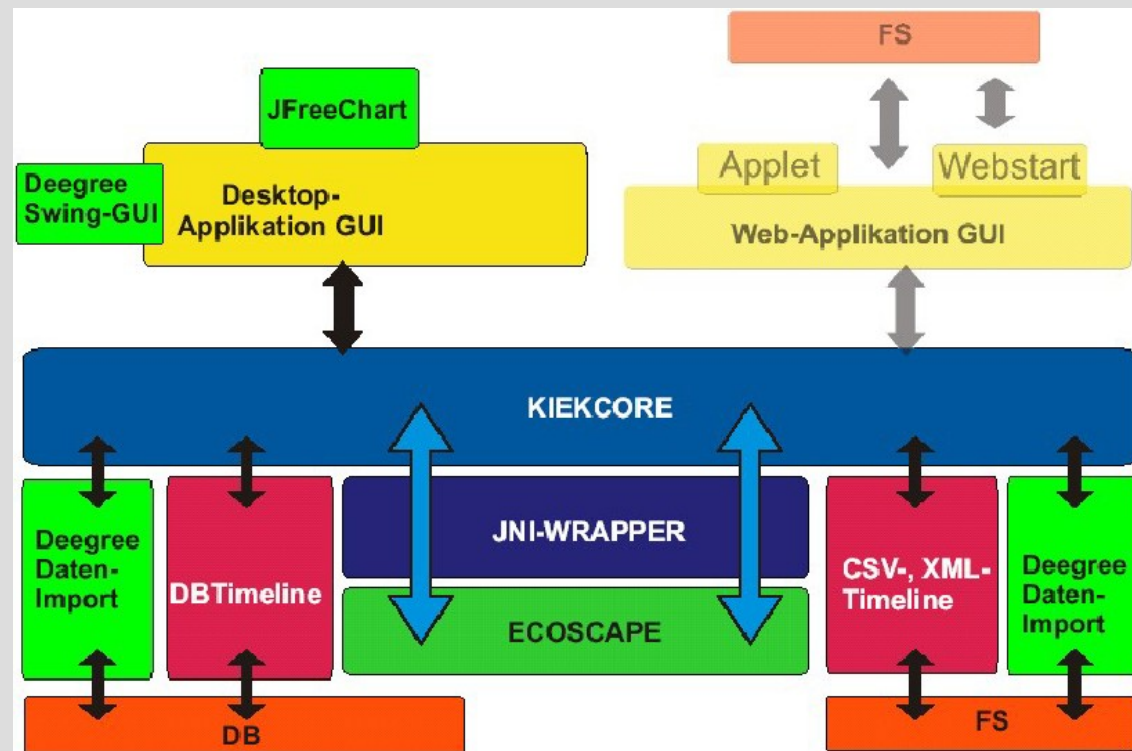 FS
JFreeChart
Applet
Webstart
Deegree
Swing-GUI
Desktop-
Applikation GUI
Web-Applikation GUI
KIEKCORE
Deegree
Daten-
Import
DBTimeline
JNI-WRAPPER
ECOSCAPE
CSV-, XML-
Timeline
Deegree
Daten-
Import
DB
FS